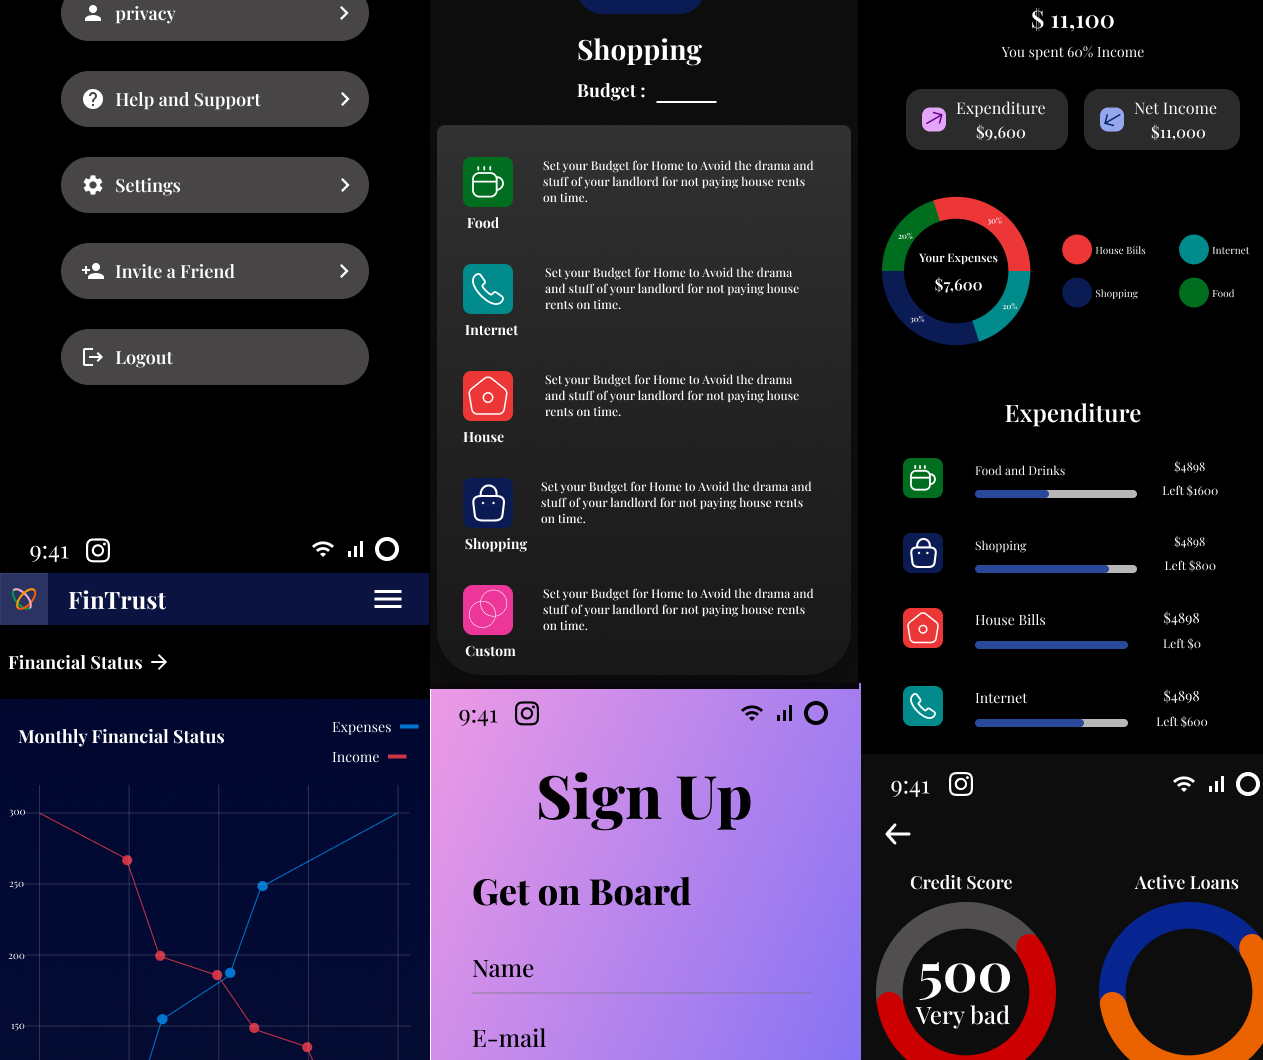 privacy
Help and Support
Settings
Invite a Friend
Logout
9:41
FinTrust
Financial Status
Monthly Financial Status
Expenses
Income
300
250
200
150
Shopping
Budget :
Set your Budget for Home to Avoid the drama and
stuff of your landlord for not paying house rents
on time.
Food
Set your Budget for Home to Avoid the drama
and stuff of your landlord for not paying house
rents on time.
Internet
Set your Budget for Home to Avoid the drama
and stuff of your landlord for not paying house
rents on time.
House
Set your Budget for Home to Avoid the drama and
stuff of your landlord for not paying house rents
on time.
Shopping
Set your Budget for Home to Avoid the drama and
stuff of your landlord for not paying house rents
on time.
Custom
9:41
Sign Up
Get on Board
Name
E-mail
$ 11,100
You spent 60% Income
Expenditure
$9,600
Net Income
$11,000
30%
20%
Your Expenses
$7,600
20%
30%
House Biils
Internet
Shopping
Food
Expenditure
Food and Drinks
$4898
Left $1600
Shopping
$4898
Left $800
House Bills
$4898
Left $0
Internet
$4898
Left $600
9:41
Credit Score
Active Loans
500
Very bad